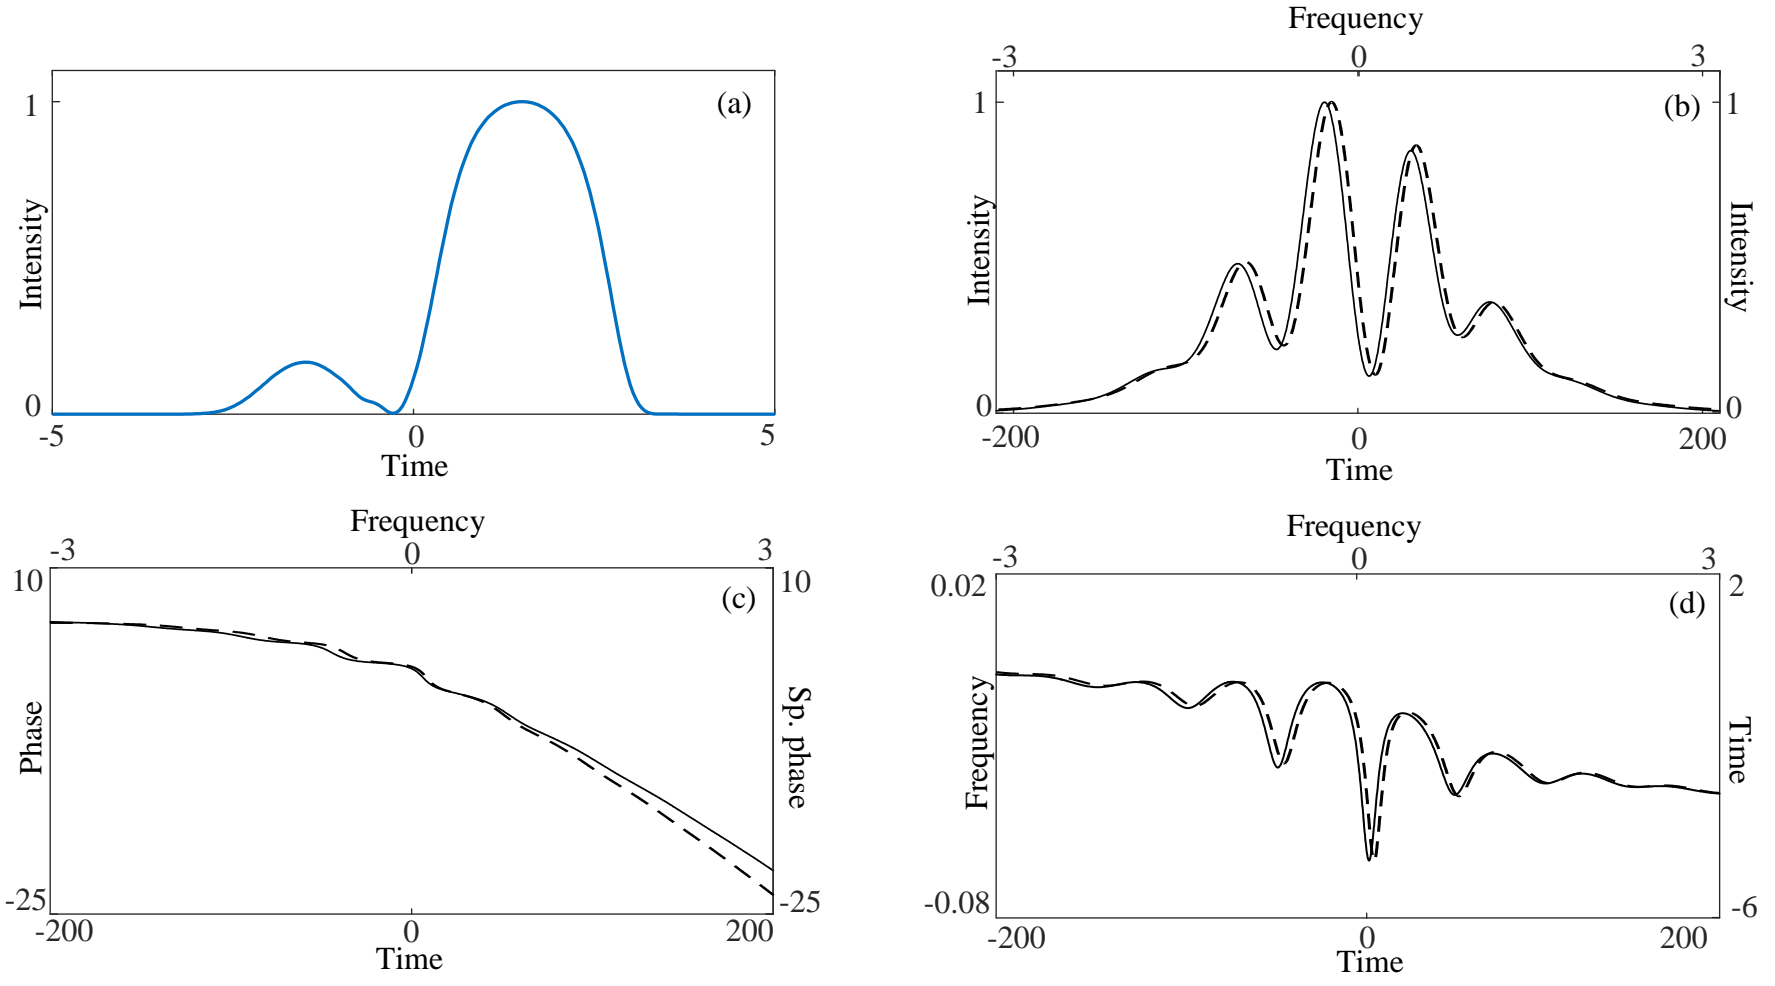 (a)
1
Intensity
0
-5 0 5
Time
Frequency
-3 0 3
(b)
1 1
Intensity Intensity
0 0
-200 0 200
Time
Frequency
-3 0 3
10 10
(c)
Phase Sp. phase
-25 -25
-200 0 200
Time
Frequency
-3 0 3
0.02 2
(d)
Frequency Time
-0.08 -6
-200 0 200
Time